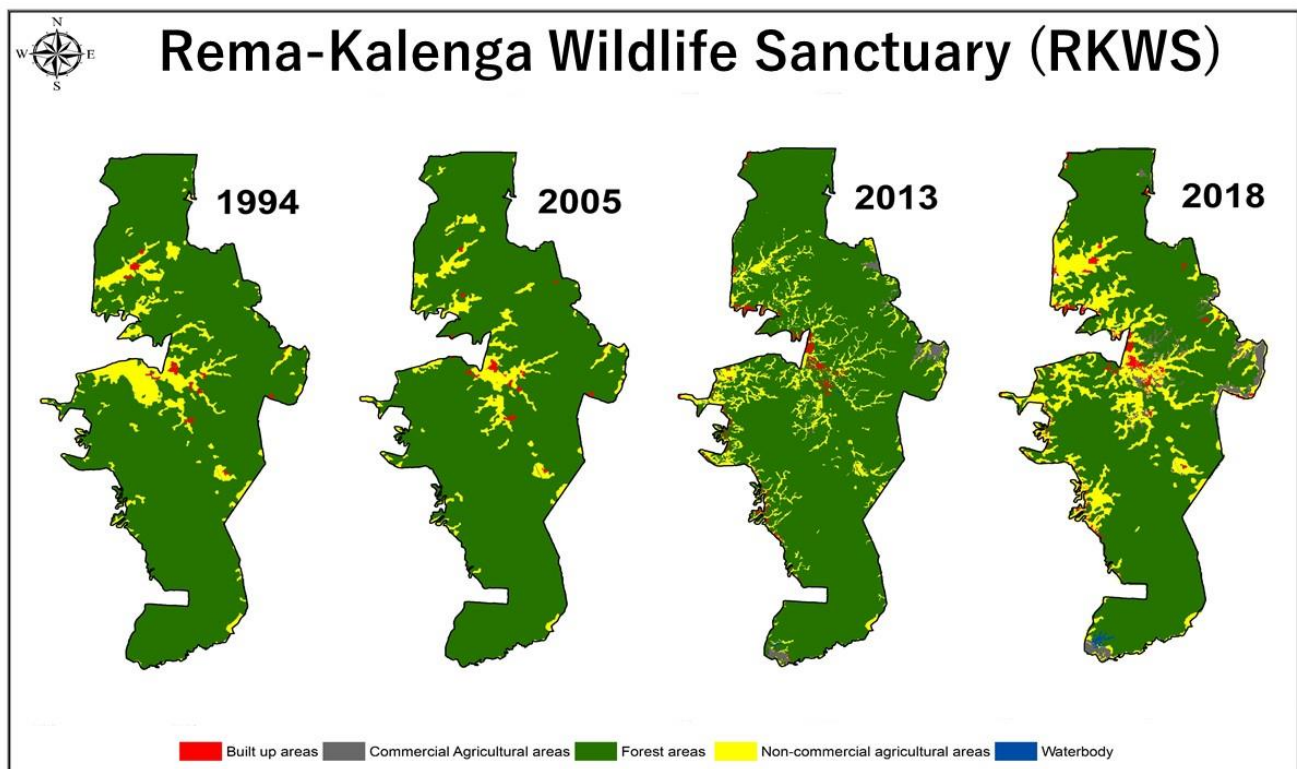 N
W E
S
Rema-Kalenga Wildlife Sanctuary (RKWS)
1994
2005
2013
2018
Built up areas
Commercial Agricultural areas
Forest areas
Non-commercial agricultural areas
Waterbody